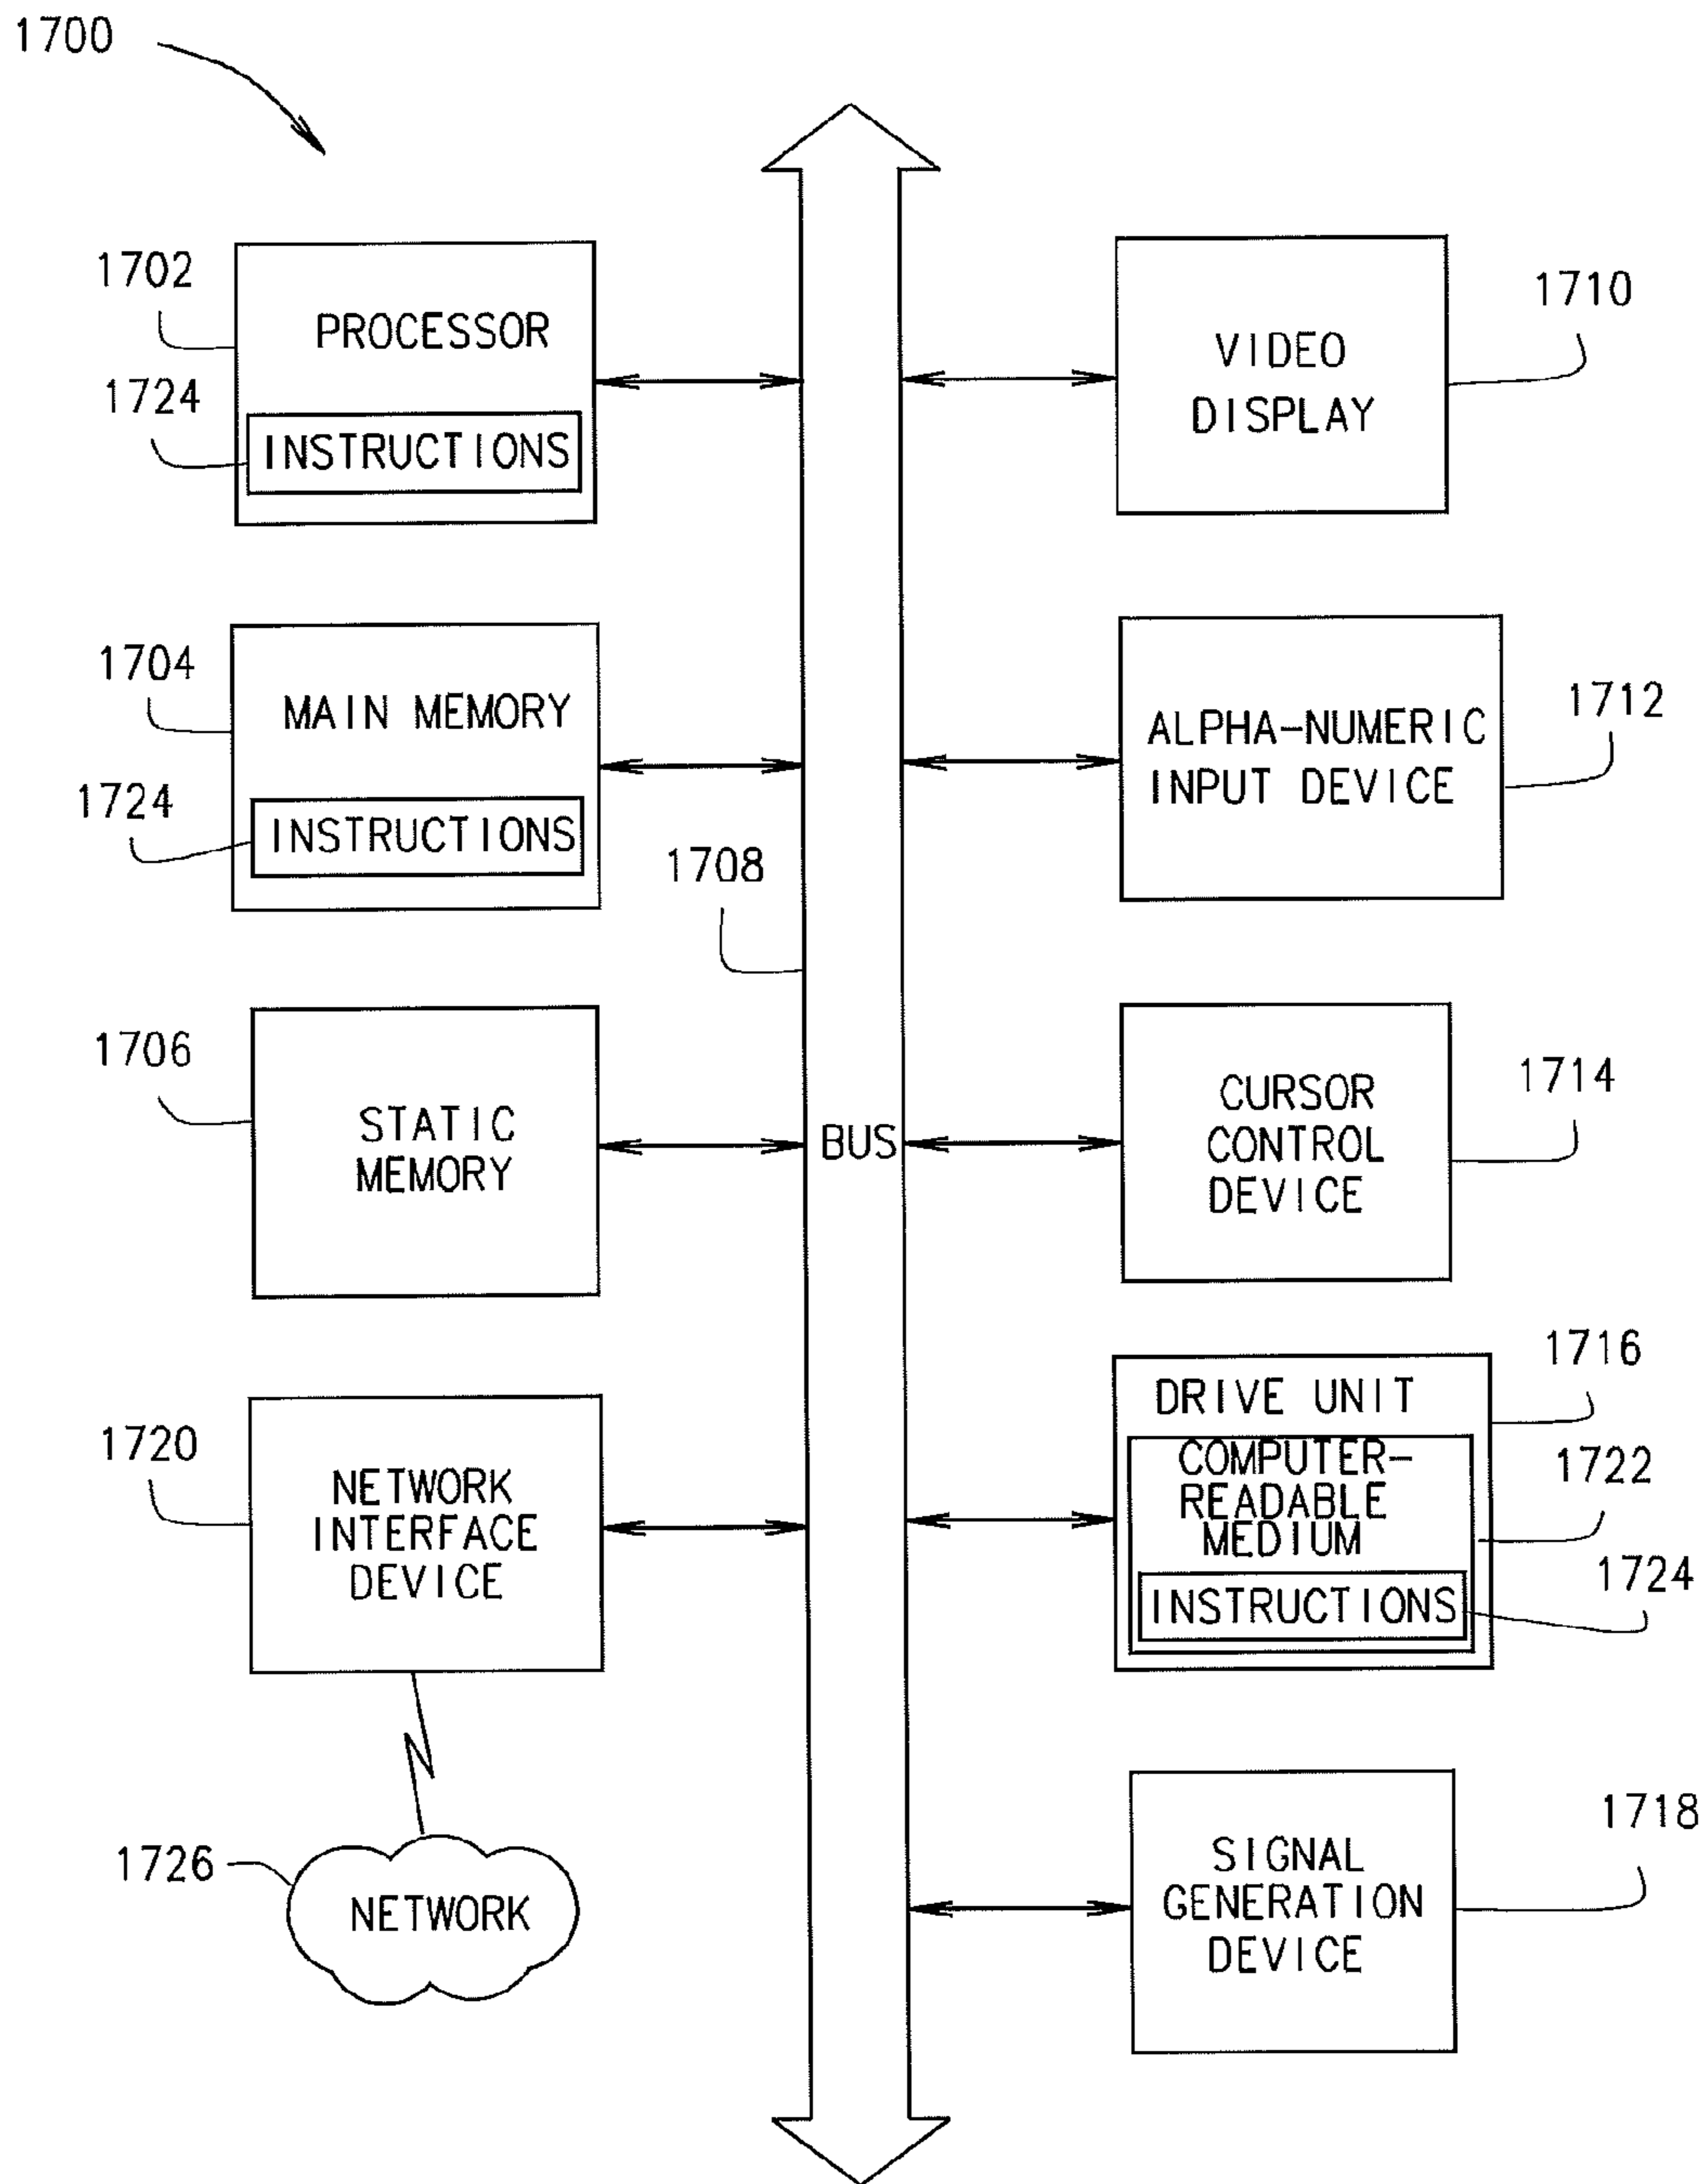 1700
1702
PROCESSOR
1724
INSTRUCTIONS
1704
MAIN MEMORY
1724
INSTRUCTIONS
1708
1706
STATIC
MEMORY
1720
NETWORK
INTERFACE
DEVICE
1726
NETWORK
BUS
VIDEO
DISPLAY
1710
ALPHA-NUMERIC
INPUT DEVICE
1712
CURSOR
CONTROL
DEVICE
1714
1716
DRIVE UNIT
COMPUTER-
READABLE
MEDIUM
1722
INSTRUCTIONS
1724
SIGNAL
GENERATION
DEVICE
1718